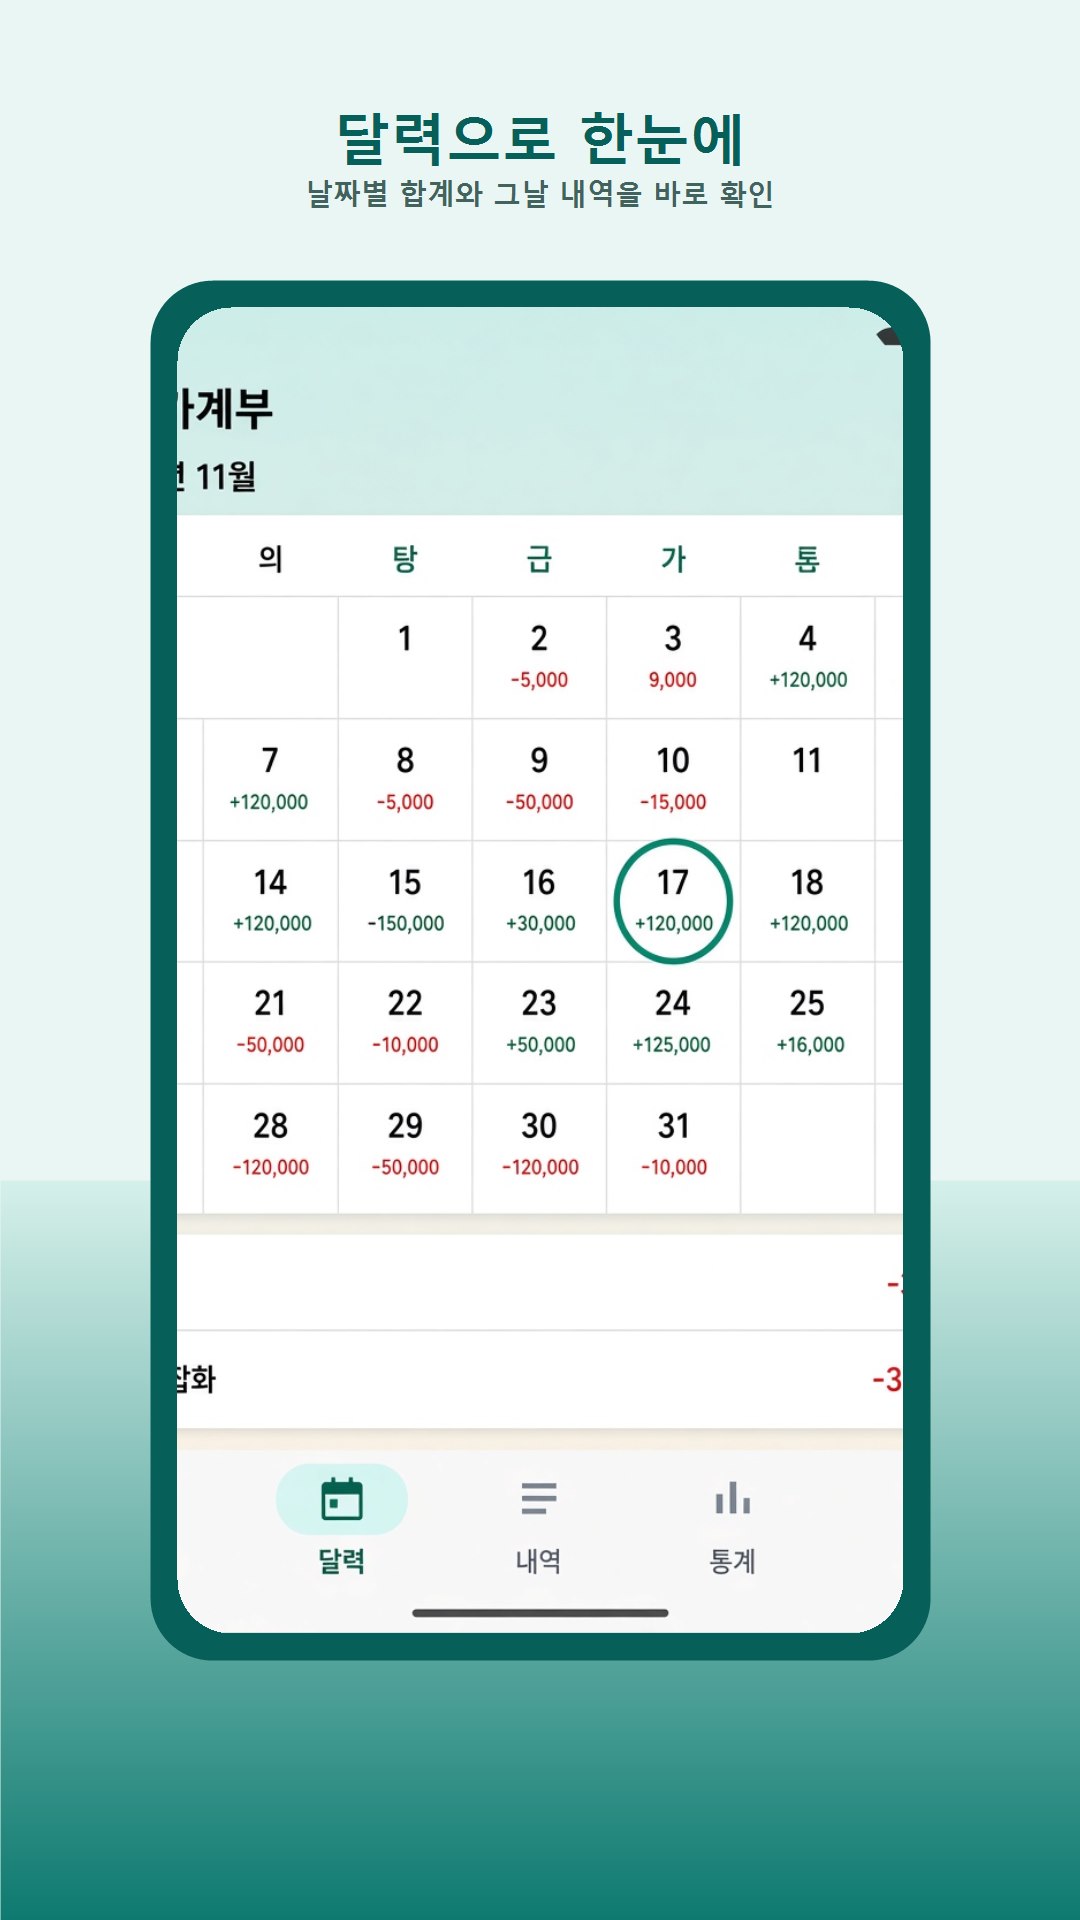 달력으로 한눈에
날짜별 합계와 그날 내역을 바로 확인
가계부
11월
의 탕 급 가 톰
1 2 3 4
-5,000 9,000 +120,000
7 8 9 10 11
+120,000 -5,000 -50,000 -15,000
14 15 16 17 18
+120,000 -150,000 +30,000 +120,000 +120,000
21 22 23 24 25
-50,000 -10,000 +50,000 +125,000 +16,000
28 29 30 31
-120,000 -50,000 -120,000 -10,000
잡화 -3
달력 내역 통계